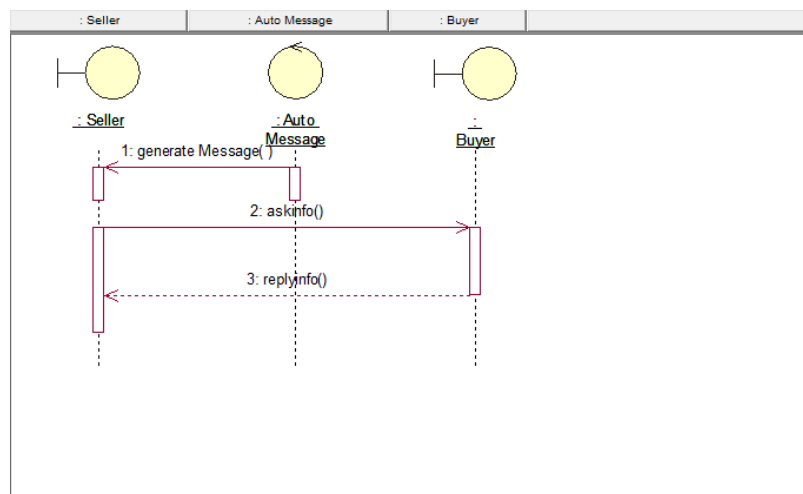 : Seller
: Auto Message
: Buyer
: Seller
: Auto
Message
:
Buyer
1: generate Message( )
2: askinfo()
3: replyinfo()